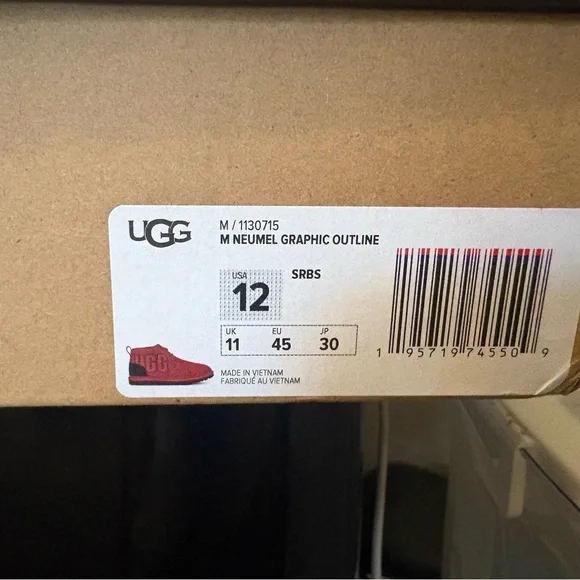 UGG
M / 1130715
M NEUMEL GRAPHIC OUTLINE
USA
12
SRBS
UK EU JP
11 45 30
1 95719 74550 9
UGG
MADE IN VIETNAM
FABRIQUÉ AU VIETNAM